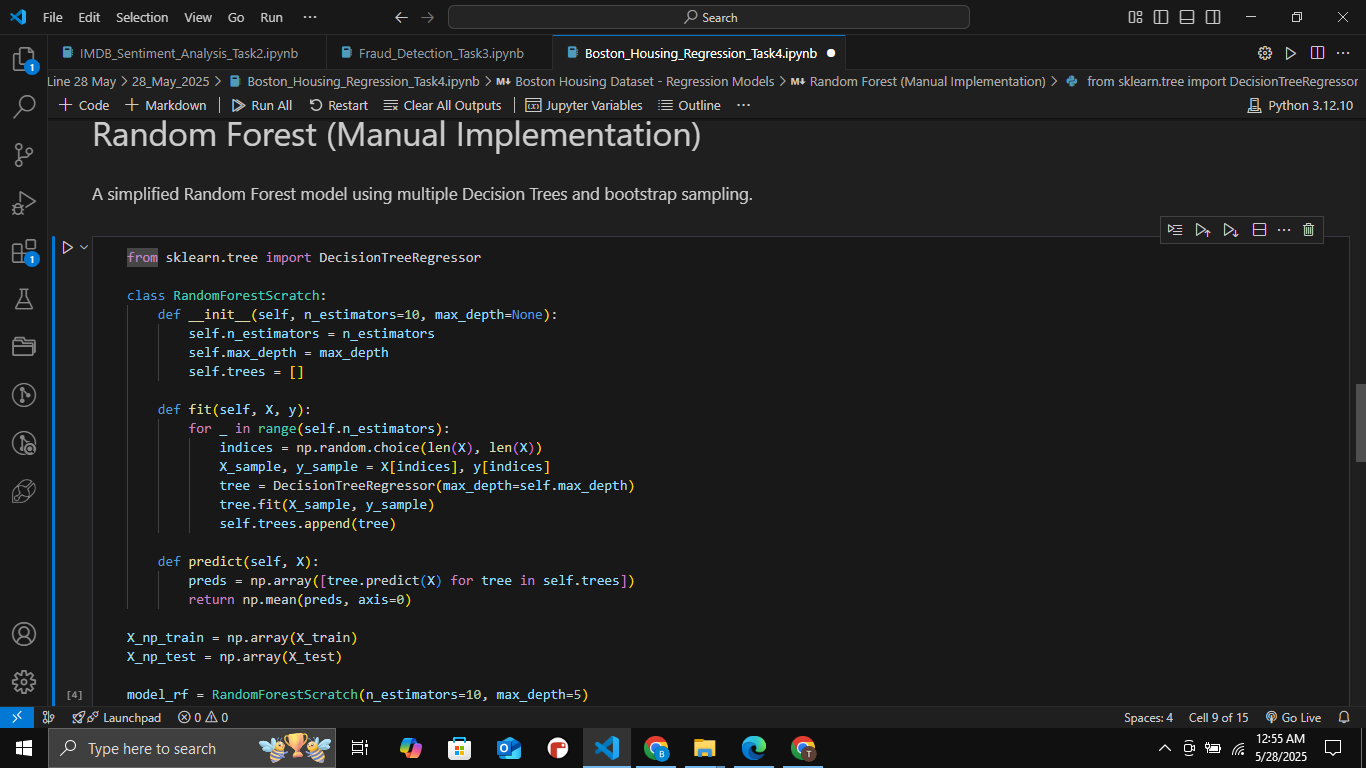 File Edit Selection View Go Run ··· Search
IMDB_Sentiment_Analysis_Task2.ipynb Fraud_Detection_Task3.ipynb Boston_Housing_Regression_Task4.ipynb
Line 28 May > 28_May_2025 > Boston_Housing_Regression_Task4.ipynb > M↓ Boston Housing Dataset - Regression Models > M↓ Random Forest (Manual Implementation) > from sklearn.tree import DecisionTreeRegressor
+ Code + Markdown Run All Restart Clear All Outputs Jupyter Variables Outline ··· Python 3.12.10
Random Forest (Manual Implementation)
A simplified Random Forest model using multiple Decision Trees and bootstrap sampling.
from sklearn.tree import DecisionTreeRegressor
class RandomForestScratch:
def __init__(self, n_estimators=10, max_depth=None):
self.n_estimators = n_estimators
self.max_depth = max_depth
self.trees = []
def fit(self, X, y):
for _ in range(self.n_estimators):
indices = np.random.choice(len(X), len(X))
X_sample, y_sample = X[indices], y[indices]
tree = DecisionTreeRegressor(max_depth=self.max_depth)
tree.fit(X_sample, y_sample)
self.trees.append(tree)
def predict(self, X):
preds = np.array([tree.predict(X) for tree in self.trees])
return np.mean(preds, axis=0)
X_np_train = np.array(X_train)
X_np_test = np.array(X_test)
[4] model_rf = RandomForestScratch(n_estimators=10, max_depth=5)
1
1
Launchpad 0 0 Spaces: 4 Cell 9 of 15 Go Live
Type here to search
B
T
12:55 AM
5/28/2025